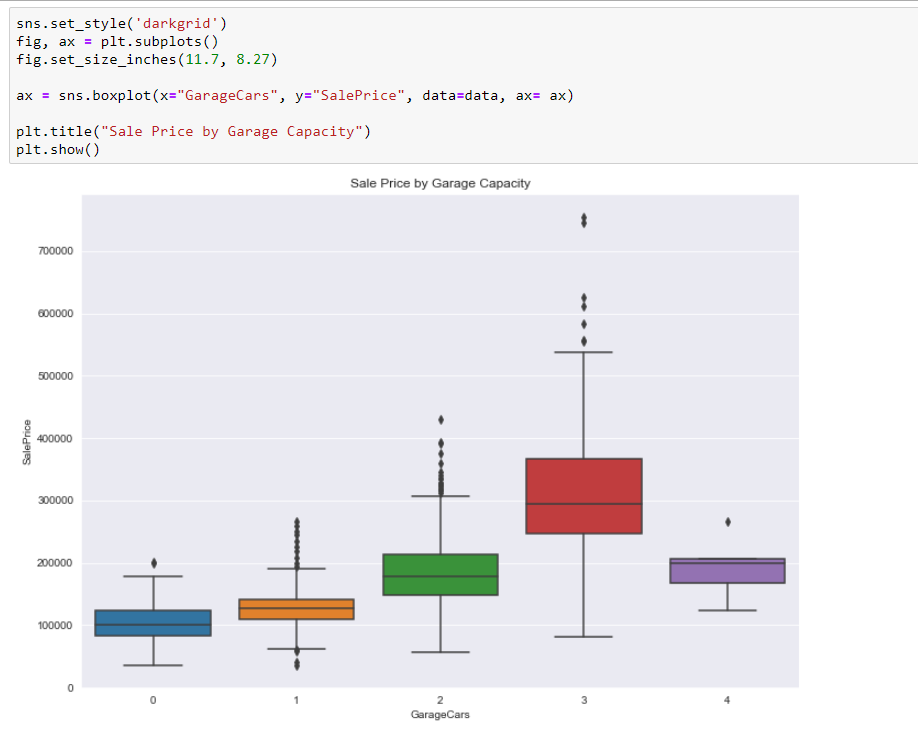 sns.set_style('darkgrid')
fig, ax = plt.subplots()
fig.set_size_inches(11.7, 8.27)
ax = sns.boxplot(x="GarageCars", y="SalePrice", data=data, ax= ax)
plt.title("Sale Price by Garage Capacity")
plt.show()
Sale Price by Garage Capacity
700000
600000
500000
400000
300000
200000
100000
0
SalePrice
0 1 2 3 4
GarageCars